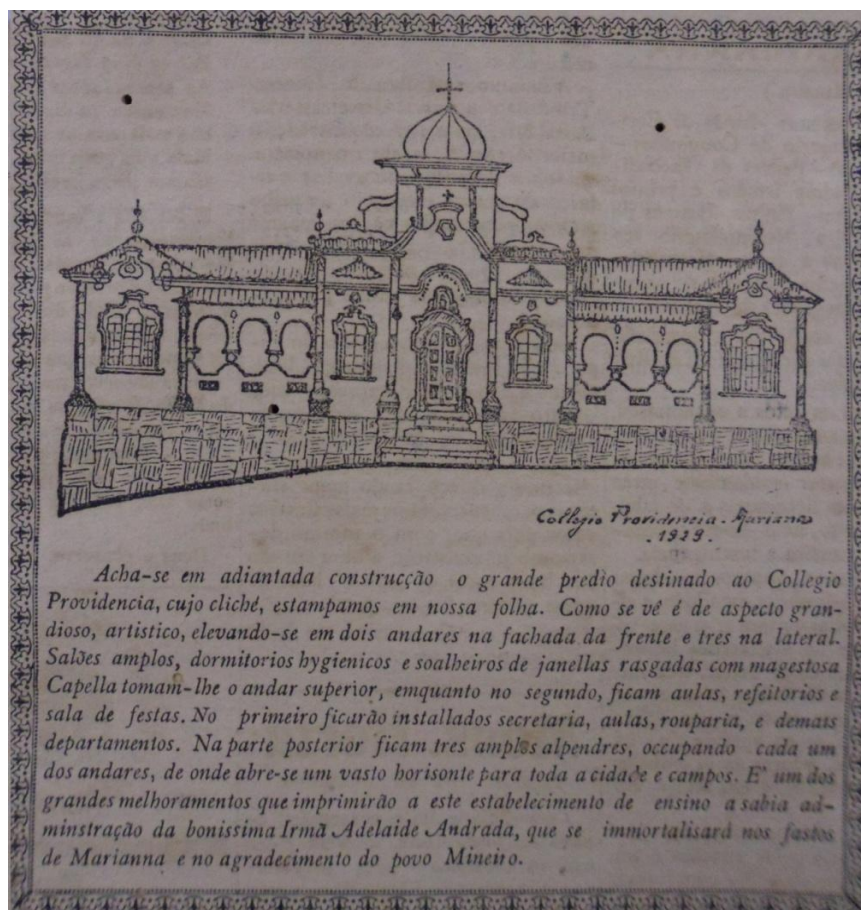 Collegio Providencia. Marianna
. 1929 .
Acha-se em adiantada construcção o grande predio destinado ao Collegio
Providencia, cujo cliché, estampamos em nossa folha. Como se vê é de aspecto gran-
dioso, artistico, elevando-se em dois andares na fachada da frente e tres na lateral.
Salões amplos, dormitorios hygienicos e soalheiros de janellas rasgadas com magestosa
Capella tomam-lhe o andar superior, emquanto no segundo, ficam aulas, refeitorios e
sala de festas. No primeiro ficarão installados secretaria, aulas, rouparia, e demais
departamentos. Na parte posterior ficam tres amplos alpendres, occupando cada um
dos andares, de onde abre-se um vasto horisonte para toda a cidade e campos. E' um dos
grandes melhoramentos que imprimirão a este estabelecimento de ensino a sabia ad-
minstração da bonissima Irmã Adelaide Andrada, que se immortalisará nos fastos
de Marianna e no agradecimento do povo Mineiro.